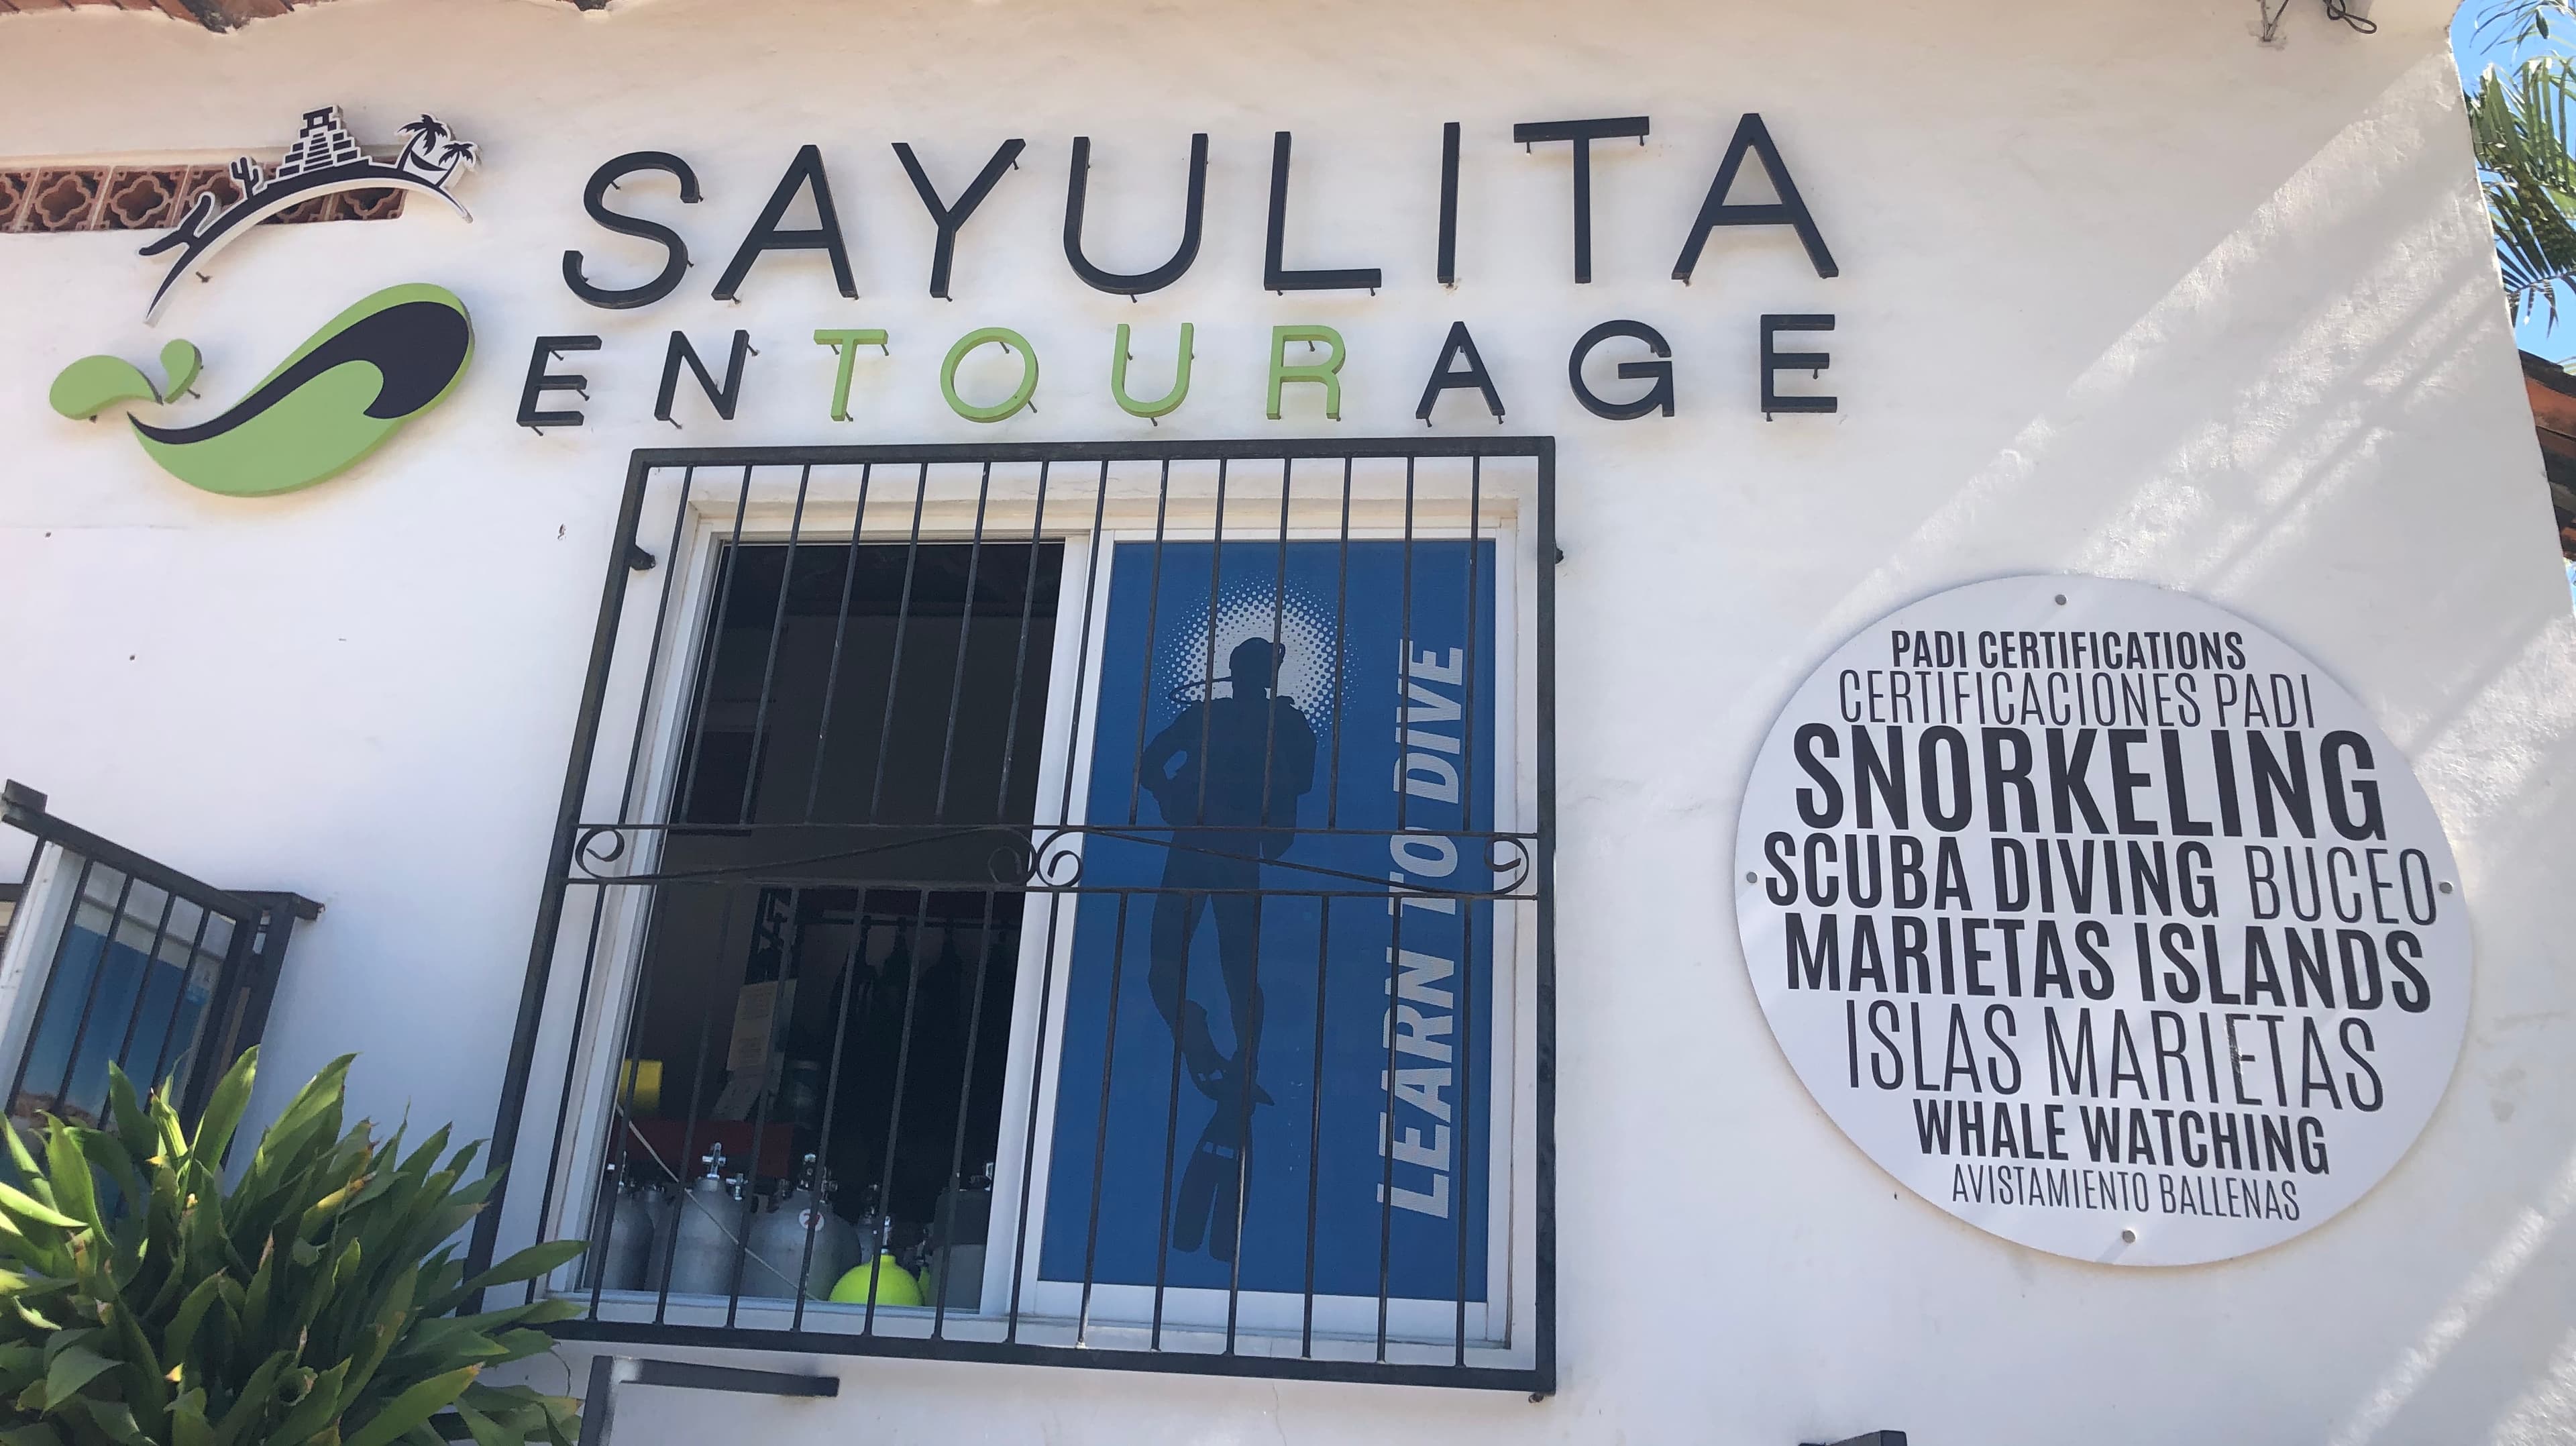 SAYULITA
ENTOURAGE
LEARN TO DIVE
PADI CERTIFICATIONS
CERTIFICACIONES PADI
SNORKELING
SCUBA DIVING BUCEO
MARIETAS ISLANDS
ISLAS MARIETAS
WHALE WATCHING
AVISTAMIENTO BALLENAS